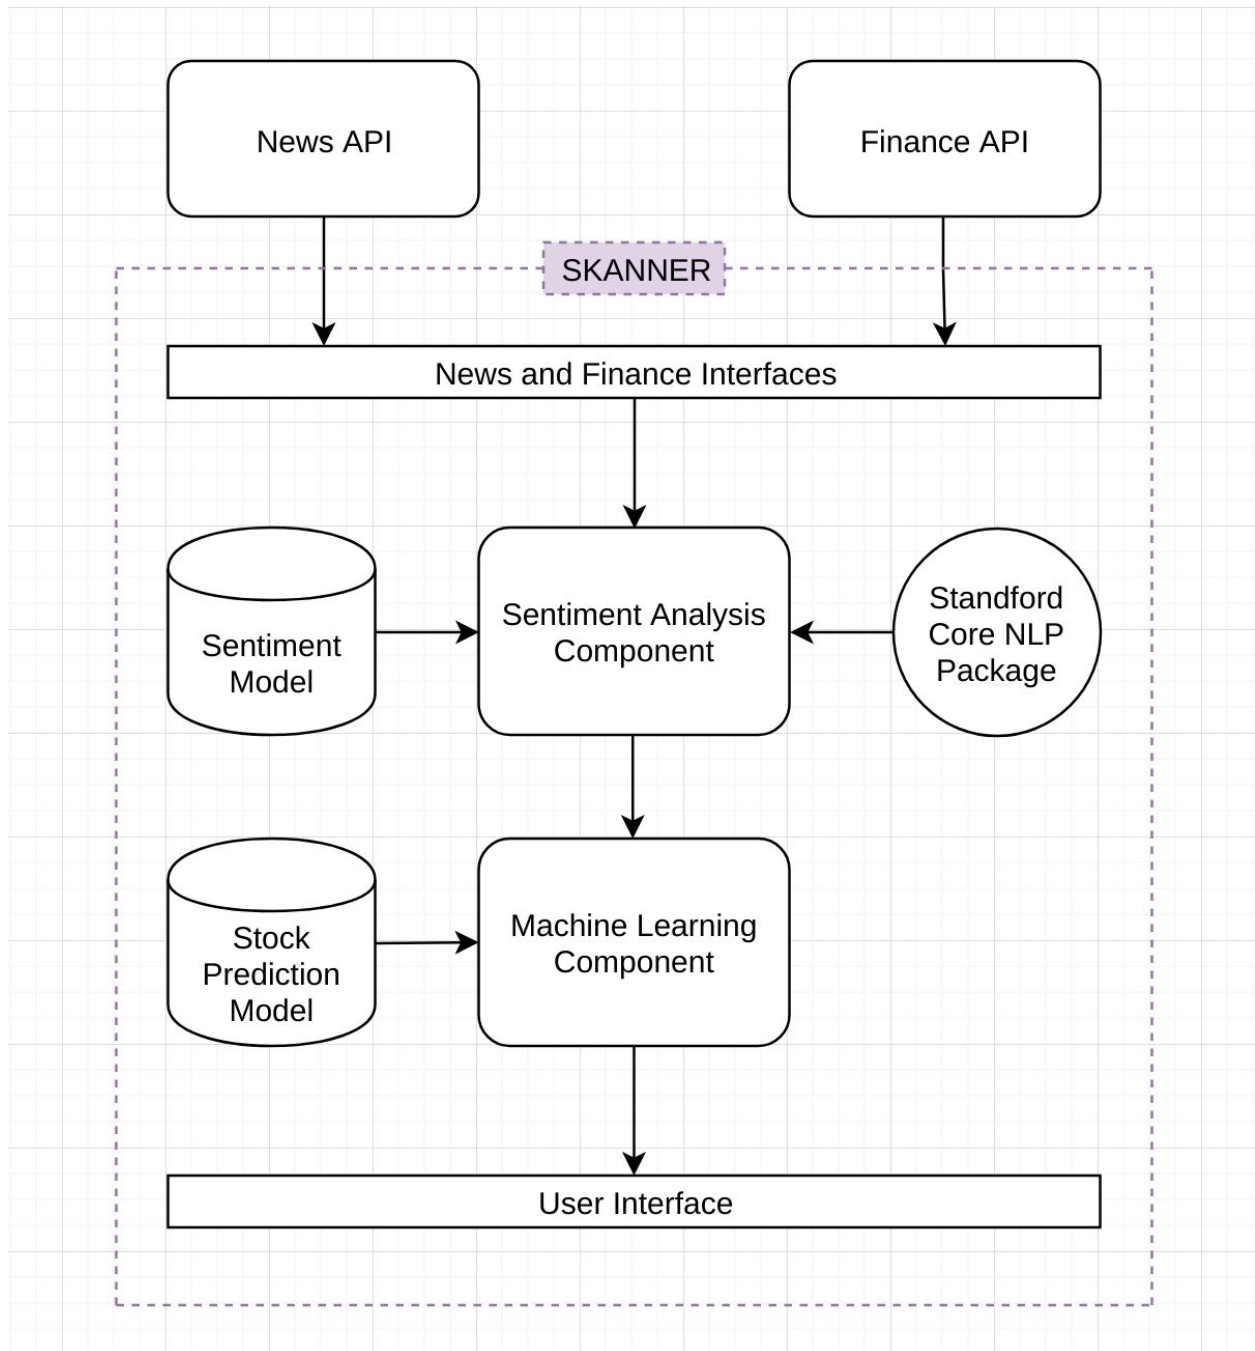 News API
Finance API
SKANNER
News and Finance Interfaces
Sentiment
Model
Sentiment Analysis
Component
Standford
Core NLP
Package
Stock
Prediction
Model
Machine Learning
Component
User Interface